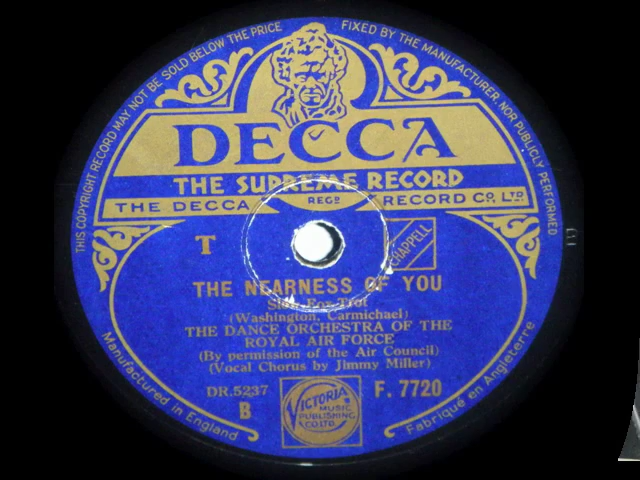 THIS COPYRIGHT RECORD MAY NOT BE SOLD BELOW THE PRICE FIXED BY THE MANUFACTURER, NOR PUBLICLY PERFORMED
DECCA
THE SUPREME RECORD
THE DECCA REGD RECORD CO, LTD.
T
CHAPPELL
THE NEARNESS OF YOU
Slow Fox-Trot
(Washington, Carmichael)
THE DANCE ORCHESTRA OF THE
ROYAL AIR FORCE
(By permission of the Air Council)
(Vocal Chorus by Jimmy Miller)
DR.5237
F. 7720
B
VICTORIA
MUSIC
PUBLISHING
CO. LTD.
Manufactured in England
Fabriqué en Angleterre